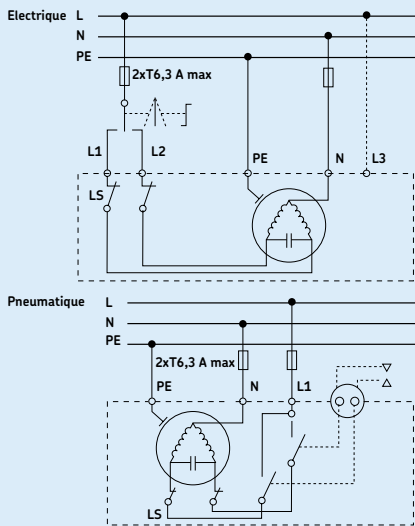 Electrique L
N
PE
2xT6,3 A max
L1 L2 PE N L3
LS
Pneumatique L
N
PE
2xT6,3 A max
PE N L1
LS